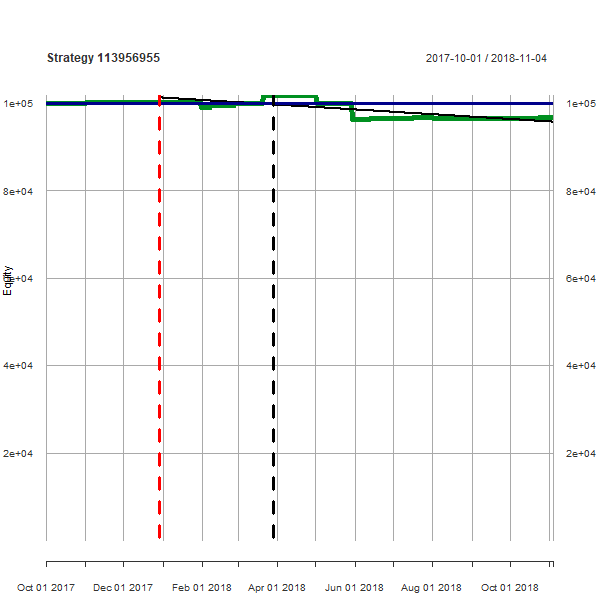 Strategy 113956955 2017-10-01 / 2018-11-04
1e+05 1e+05
8e+04 8e+04
6e+04 6e+04
Equity
4e+04 4e+04
2e+04 2e+04
Oct 01 2017 Dec 01 2017 Feb 01 2018 Apr 01 2018 Jun 01 2018 Aug 01 2018 Oct 01 2018